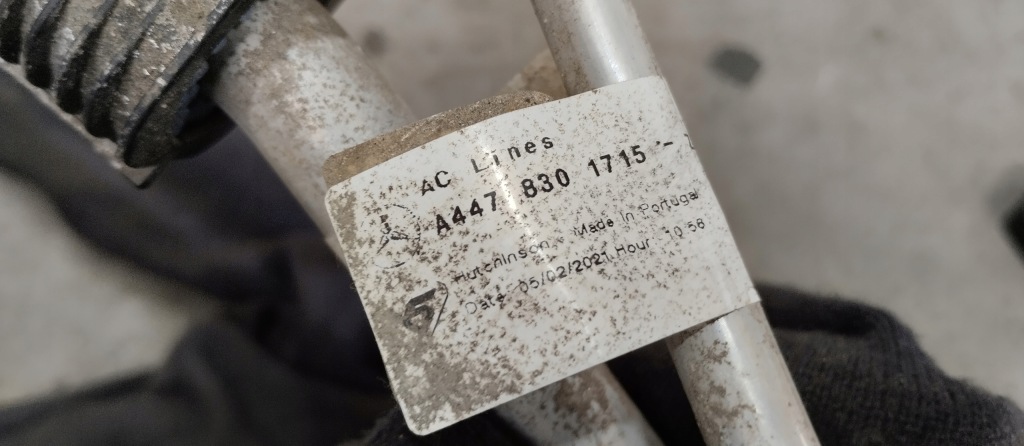 AC Lines
A447 830 1715 -
Hutchinson - Made In Portugal
Date 05/02/2021 Hour 10:58